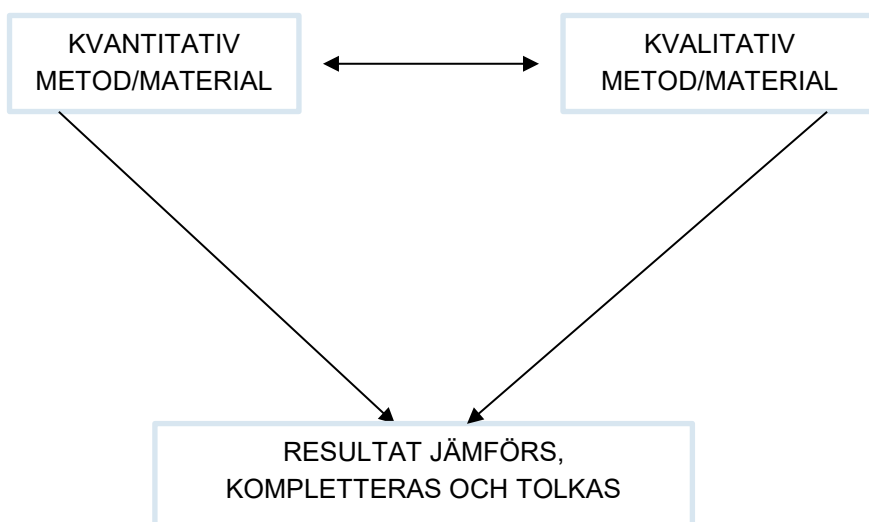 KVANTITATIV
METOD/MATERIAL
KVALITATIV
METOD/MATERIAL
RESULTAT JÄMFÖRS,
KOMPLETTERAS OCH TOLKAS